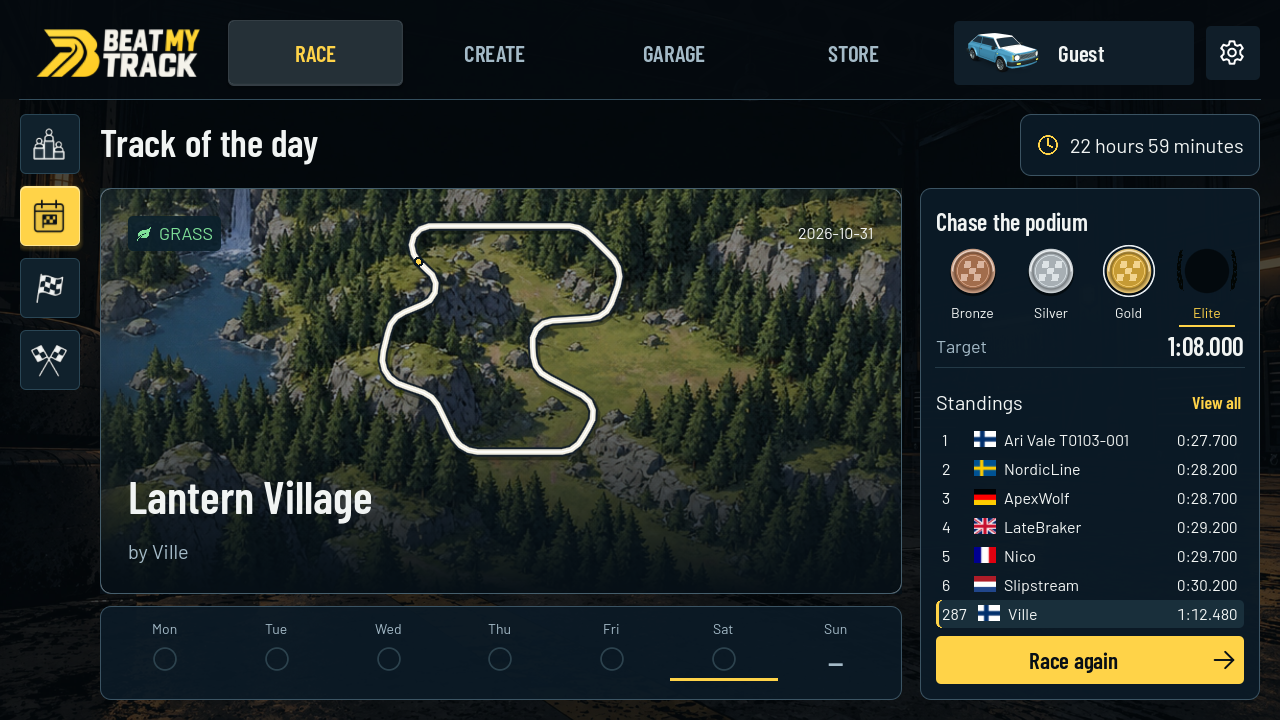 BEATMY
TRACK
RACE
CREATE
GARAGE
STORE
Guest
Track of the day
22 hours 59 minutes
GRASS
2026-10-31
Lantern Village
by Ville
Mon
Tue
Wed
Thu
Fri
Sat
Sun
–
Chase the podium
Bronze
Silver
Gold
Elite
Target 1:08.000
Standings View all
1 Ari Vale T0103-001 0:27.700
2 NordicLine 0:28.200
3 ApexWolf 0:28.700
4 LateBraker 0:29.200
5 Nico 0:29.700
6 Slipstream 0:30.200
287 Ville 1:12.480
Race again